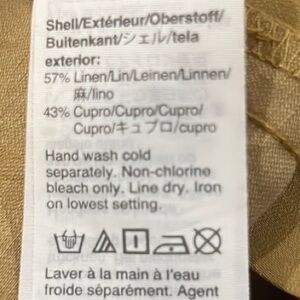 Shell/Extérieur/Oberstoff/
Buitenkant/シェル/tela
exterior:
57% Linen/Lin/Leinen/Linnen/
麻/lino
43% Cupro/Cupro/Cupro/
Cupro/キュプロ/cupro
Hand wash cold
separately. Non-chlorine
bleach only. Line dry. Iron
on lowest setting.
Laver à la main à l'eau
froide séparément. Agent